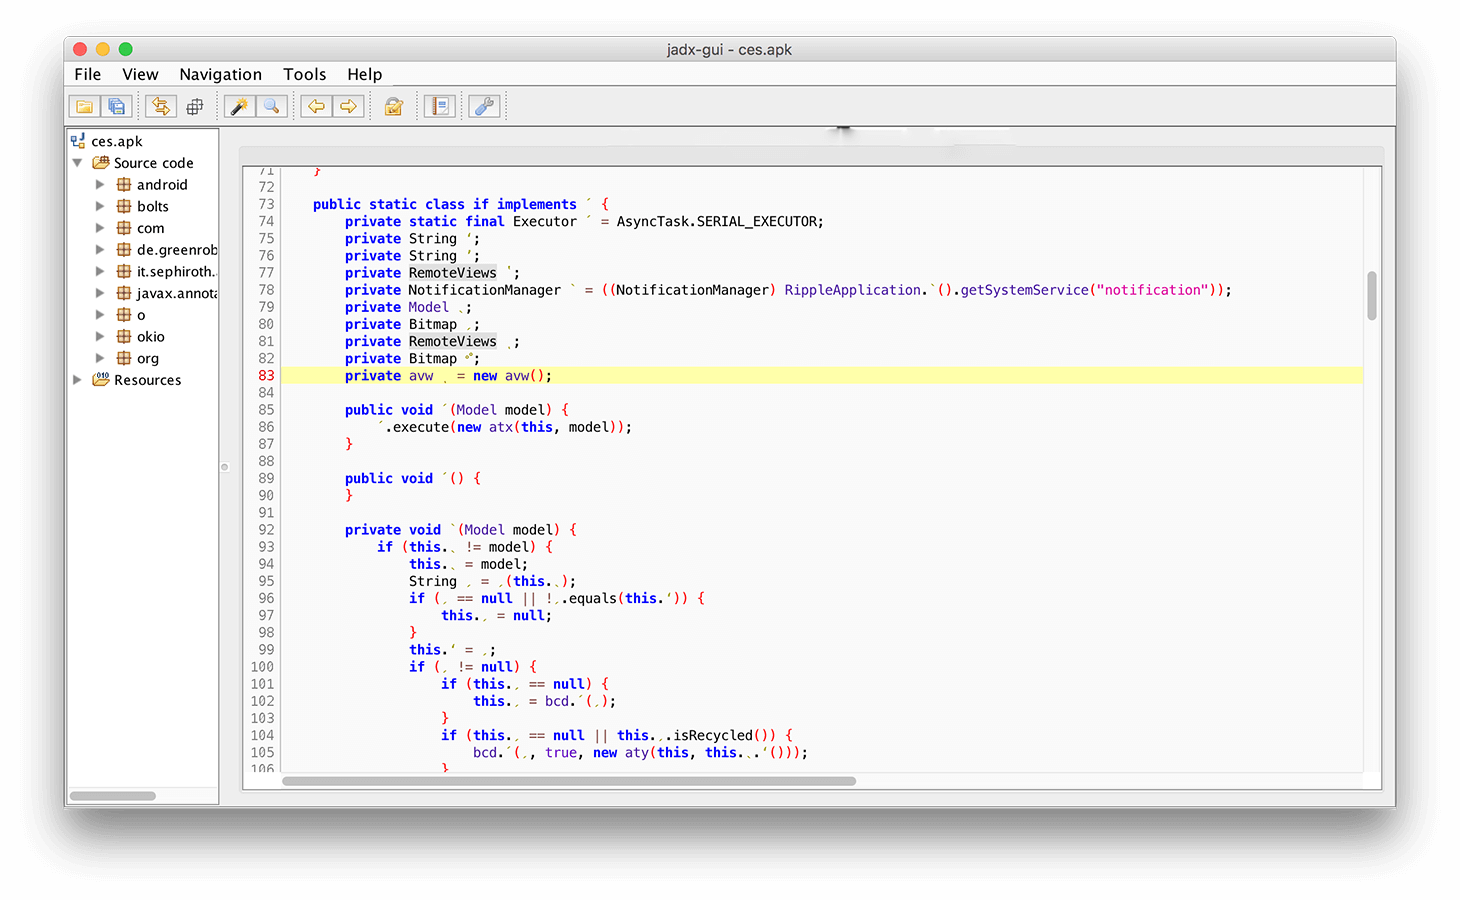 jadx-gui - ces.apk
File View Navigation Tools Help
ces.apk
Source code
android
bolts
com
de.greenrob
it.sephiroth.
javax.annota
o
okio
org
Resources
71 }
72
73 public static class if implements ´ {
74 private static final Executor ´ = AsyncTask.SERIAL_EXECUTOR;
75 private String ʻ;
76 private String ʼ;
77 private RemoteViews ʽ;
78 private NotificationManager ` = ((NotificationManager) RippleApplication.`().getSystemService("notification"));
79 private Model ˎ;
80 private Bitmap ˏ;
81 private RemoteViews ͺ;
82 private Bitmap ᐝ;
83 private avw ι = new avw();
84
85 public void ´(Model model) {
86 ´.execute(new atx(this, model));
87 }
88
89 public void ´() {
90 }
91
92 private void `(Model model) {
93 if (this.ˎ != model) {
94 this.ˎ = model;
95 String ˏ = ˏ(this.ˎ);
96 if (ˏ == null || !ˏ.equals(this.ʻ)) {
97 this.ˏ = null;
98 }
99 this.ʻ = ˏ;
100 if (ˏ != null) {
101 if (this.ˏ == null) {
102 this.ˏ = bcd.´(ˏ);
103 }
104 if (this.ˏ == null || this.ˏ.isRecycled()) {
105 bcd.´(ˏ, true, new aty(this, this.ˎ.ʻ()));
106 }